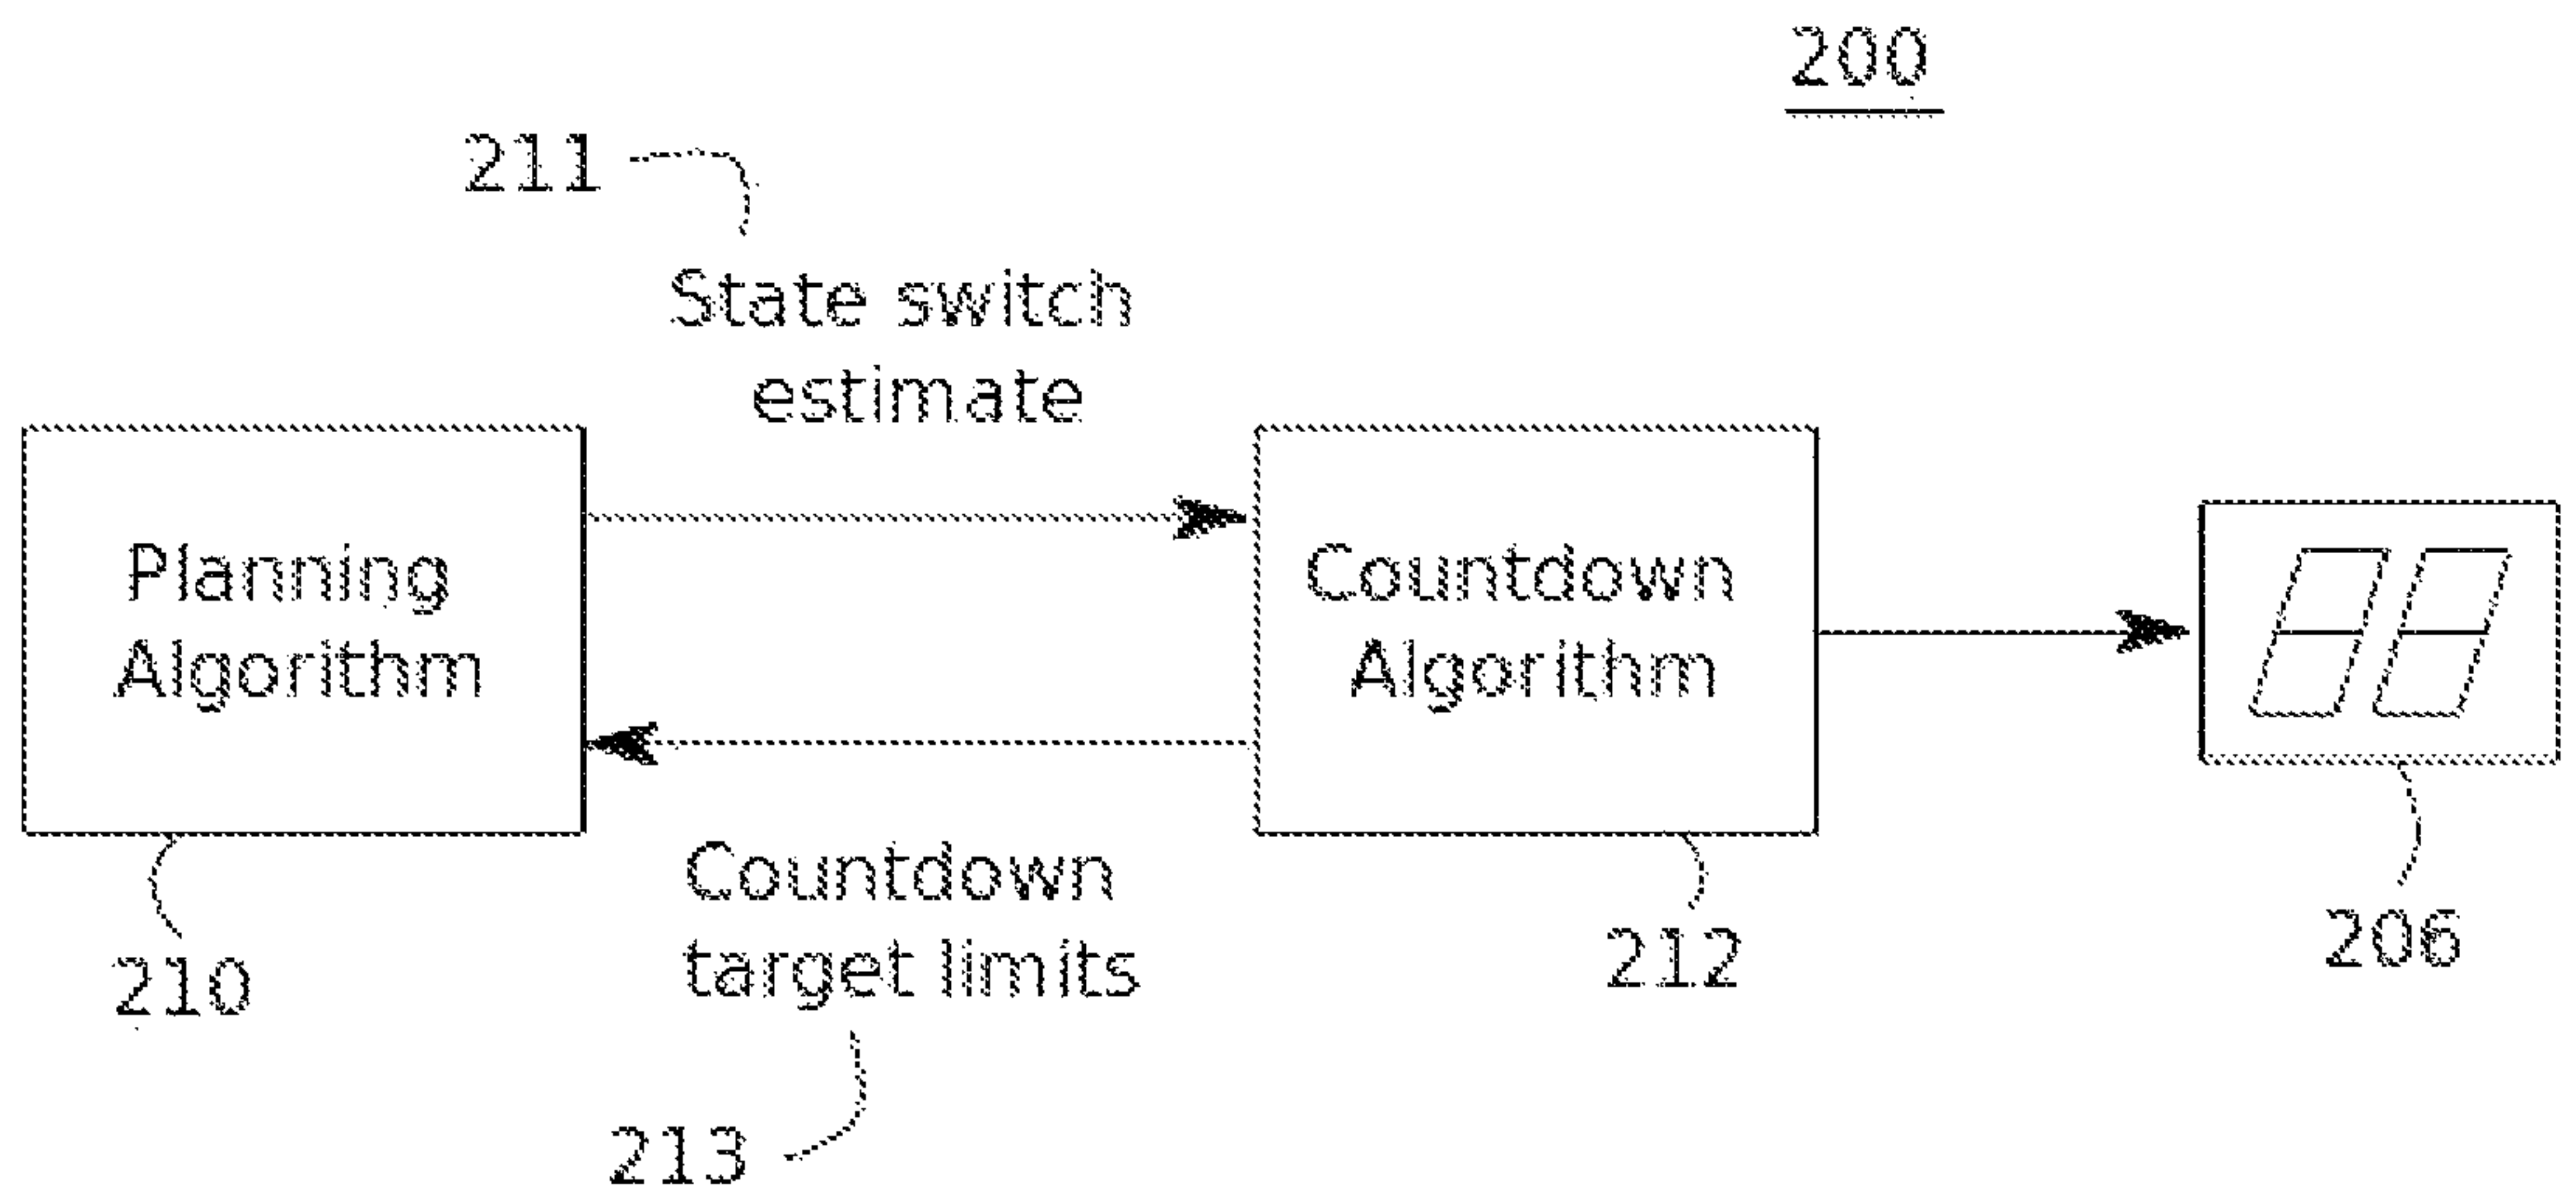 200
211
State switch
estimate
Planning
Algorithm
Countdown
Algorithm
Countdown
target limits
210
212
206
213